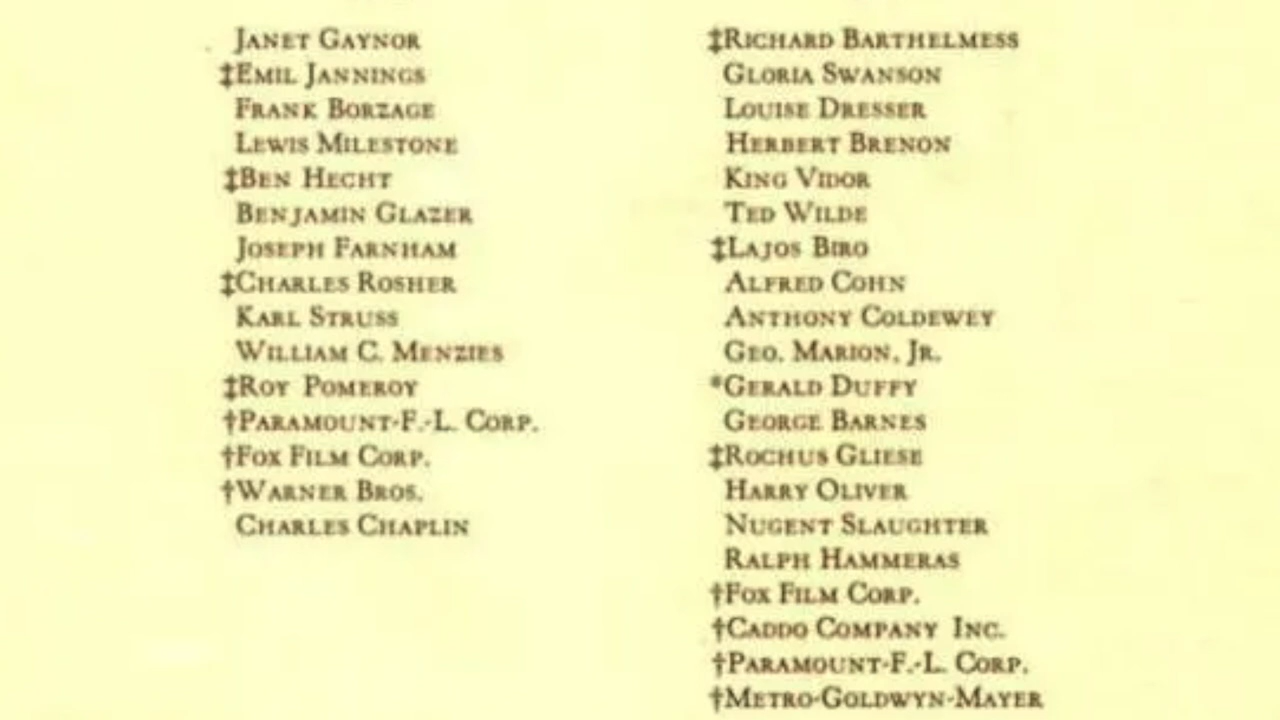 JANET GAYNOR
‡EMIL JANNINGS
FRANK BORZAGE
LEWIS MILESTONE
‡BEN HECHT
BENJAMIN GLAZER
JOSEPH FARNHAM
‡CHARLES ROSHER
KARL STRUSS
WILLIAM C. MENZIES
‡ROY POMEROY
†PARAMOUNT-F.-L. CORP.
†FOX FILM CORP.
†WARNER BROS.
CHARLES CHAPLIN
‡RICHARD BARTHELMESS
GLORIA SWANSON
LOUISE DRESSER
HERBERT BRENON
KING VIDOR
TED WILDE
‡LAJOS BIRO
ALFRED COHN
ANTHONY COLDEWEY
GEO. MARION, JR.
*GERALD DUFFY
GEORGE BARNES
‡ROCHUS GLIESE
HARRY OLIVER
NUGENT SLAUGHTER
RALPH HAMMERAS
†FOX FILM CORP.
†CADDO COMPANY INC.
†PARAMOUNT-F.-L. CORP.
†METRO-GOLDWYN-MAYER